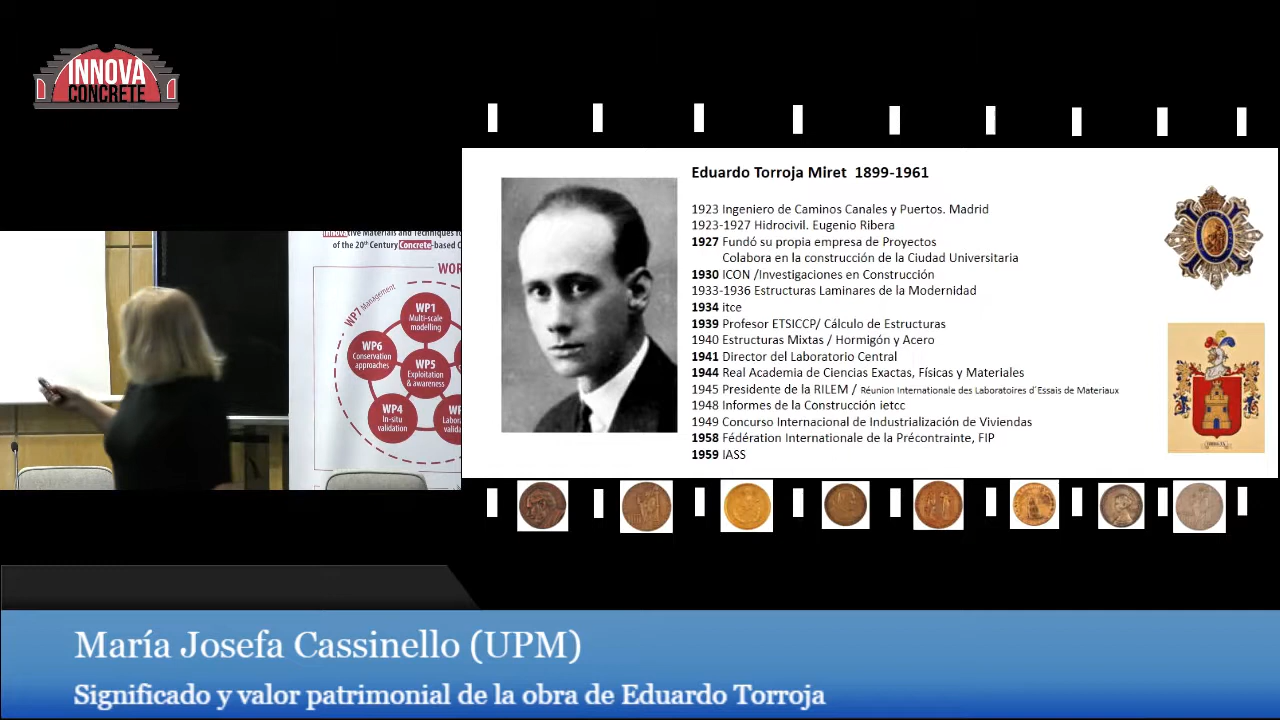 INNOVA
CONCRETE
Eduardo Torroja Miret 1899-1961
1923 Ingeniero de Caminos Canales y Puertos. Madrid
1923-1927 Hidrocivil. Eugenio Ribera
1927 Fundó su propia empresa de Proyectos
Colabora en la construcción de la Ciudad Universitaria
1930 ICON /Investigaciones en Construcción
1933-1936 Estructuras Laminares de la Modernidad
1934 itce
1939 Profesor ETSICCP/ Cálculo de Estructuras
1940 Estructuras Mixtas / Hormigón y Acero
1941 Director del Laboratorio Central
1944 Real Academia de Ciencias Exactas, Físicas y Materiales
1945 Presidente de la RILEM / Réunion Internationale des Laboratoires d´Essais de Materiaux
1948 Informes de la Construcción ietcc
1949 Concurso Internacional de Industrialización de Viviendas
1958 Fédération Internationale de la Précontrainte, FIP
1959 IASS
Materials and Techniques
of the 20th Century Concrete-based
WP7 Management
WP1
Multi-scale
modelling
WP6
Conservation
approaches
WP5
Exploitation
& awareness
WP4
In-situ
validation
María Josefa Cassinello (UPM)
Significado y valor patrimonial de la obra de Eduardo Torroja